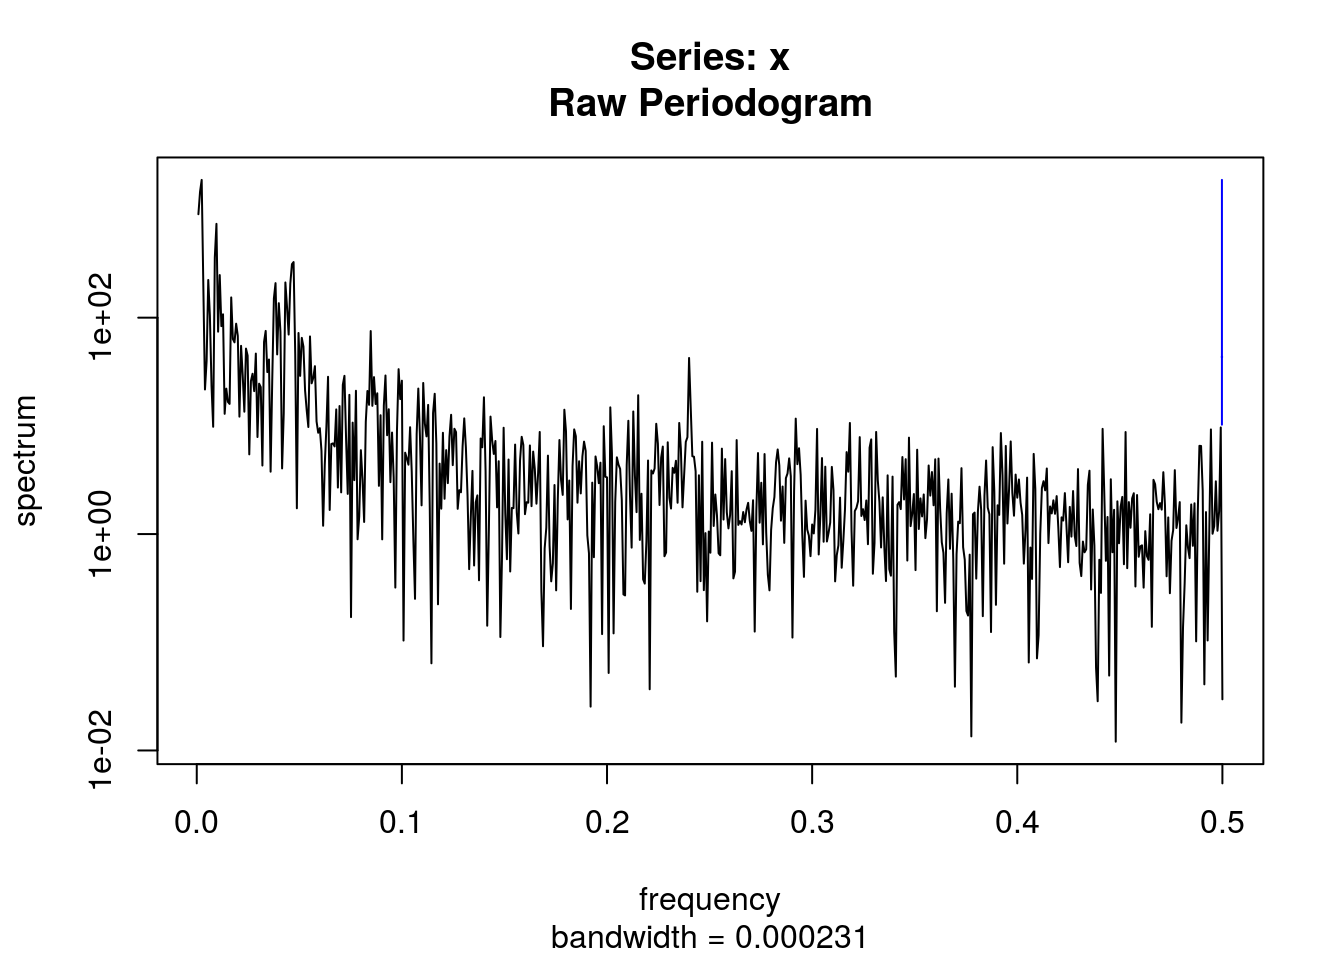 Series: x
Raw Periodogram
spectrum
1e+02
1e+00
1e-02
0.0 0.1 0.2 0.3 0.4 0.5
frequency
bandwidth = 0.000231